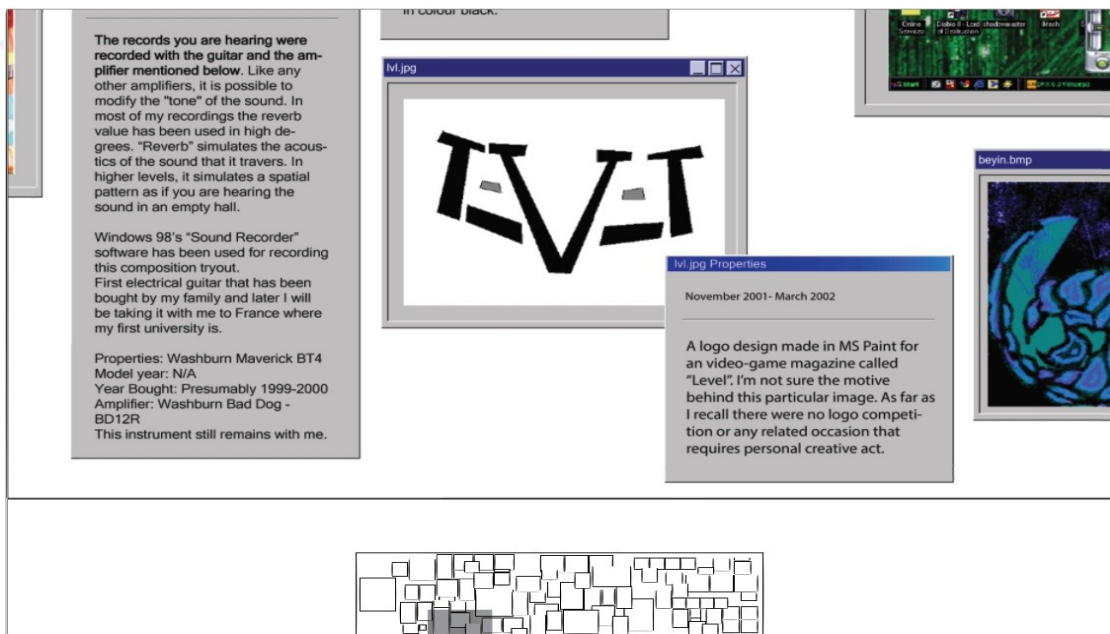 in colour black.
The records you are hearing were
recorded with the guitar and the am-
plifier mentioned below. Like any
other amplifiers, it is possible to
modify the "tone" of the sound. In
most of my recordings the reverb
value has been used in high de-
grees. “Reverb” simulates the acous-
tics of the sound that it travers. In
higher levels, it simulates a spatial
pattern as if you are hearing the
sound in an empty hall.
Windows 98’s “Sound Recorder”
software has been used for recording
this composition tryout.
First electrical guitar that has been
bought by my family and later I will
be taking it with me to France where
my first university is.
Properties: Washburn Maverick BT4
Model year: N/A
Year Bought: Presumably 1999-2000
Amplifier: Washburn Bad Dog -
BD12R
This instrument still remains with me.
lvl.jpg
LEVEL
lvl.jpg Properties
November 2001- March 2002
A logo design made in MS Paint for
an video-game magazine called
“Level”. I’m not sure the motive
behind this particular image. As far as
I recall there were no logo competi-
tion or any related occasion that
requires personal creative act.
Online
Diablo II - Lord
of Destruction
shadowmaster
Start
beyin.bmp